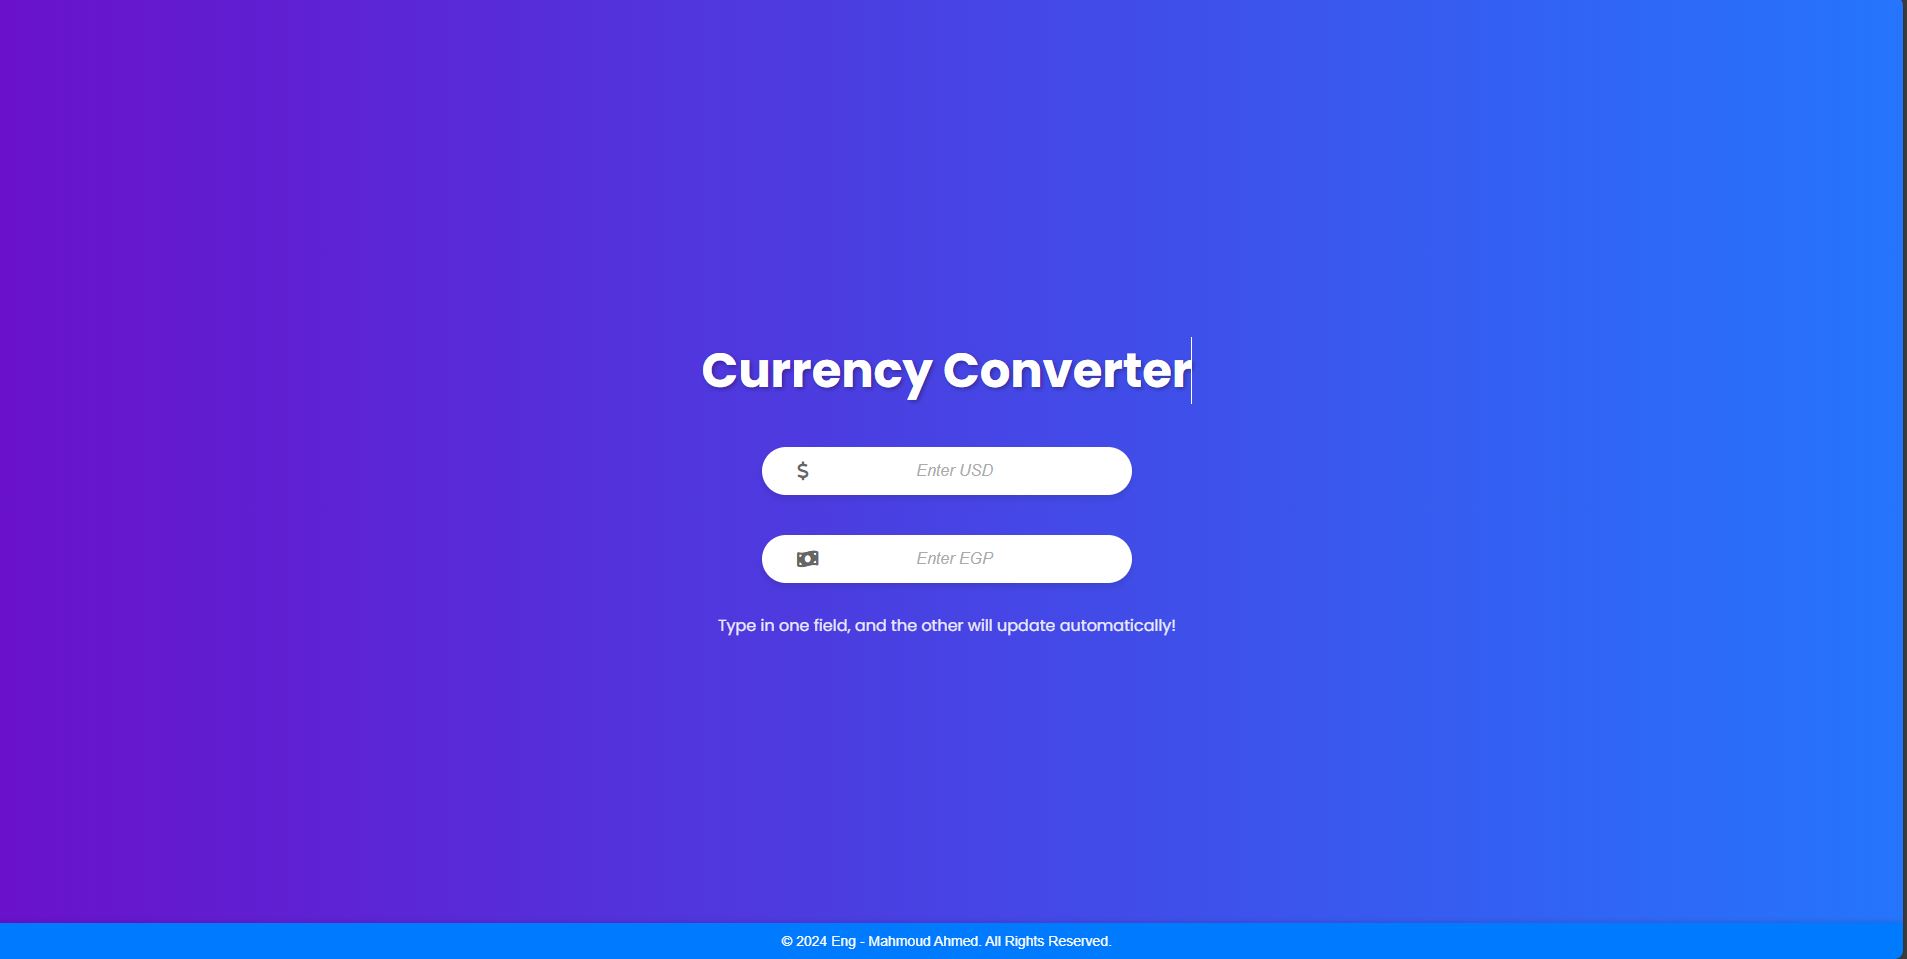 Currency Converter
$ Enter USD
Enter EGP
Type in one field, and the other will update automatically!
© 2024 Eng - Mahmoud Ahmed. All Rights Reserved.